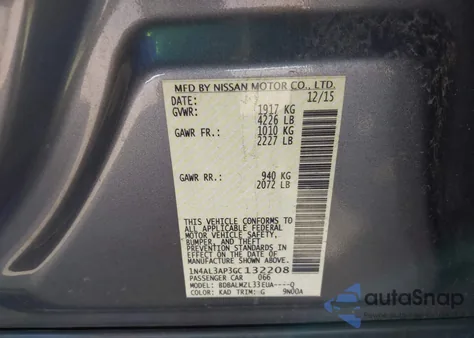 MFD BY NISSAN MOTOR CO., LTD.
DATE: 12/15
GVWR: 1917 KG
4226 LB
GAWR FR.: 1010 KG
2227 LB
GAWR RR.: 940 KG
2072 LB
THIS VEHICLE CONFORMS TO
ALL APPLICABLE FEDERAL
MOTOR VEHICLE SAFETY,
BUMPER, AND THEFT
PREVENTION STANDARDS
IN EFFECT ON THE DATE OF
MANUFACTURE SHOWN ABOVE.
1N4AL3AP3GC132208
PASSENGER CAR 066
MODEL: BDBALMZL33EUA----Q
COLOR: KAD TRIM: G 9N00A
autoSnap